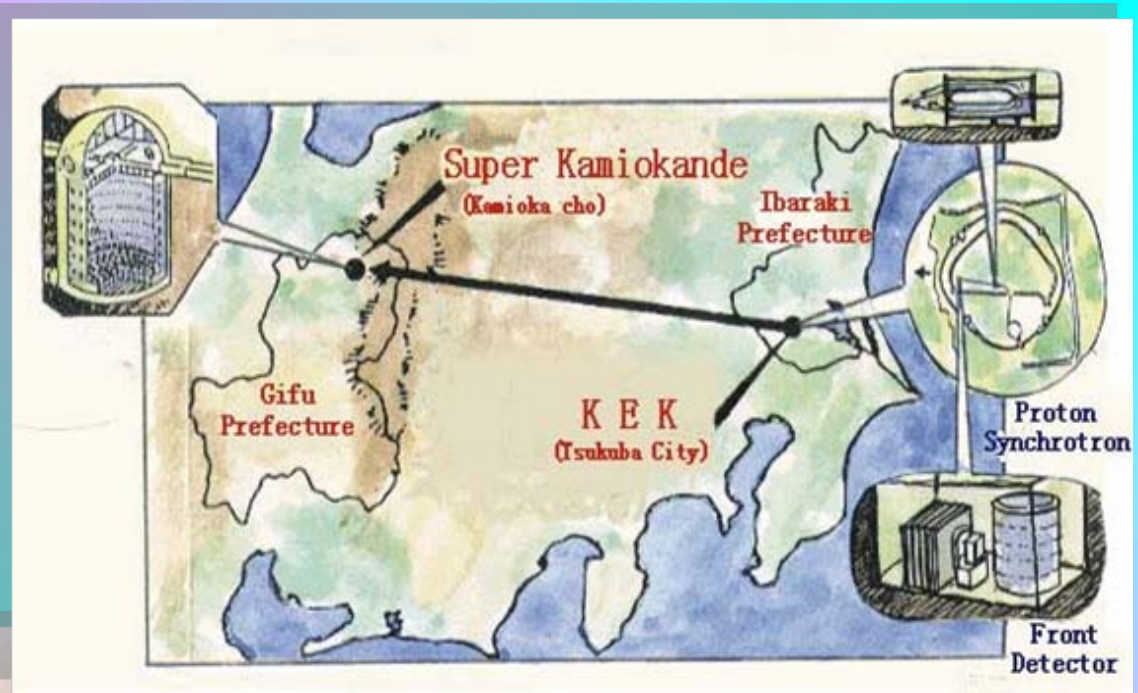 Super Kamiokande
(Kamioka cho)
Ibaraki
Prefecture
Gifu
Prefecture
K E K
(Tsukuba City)
Proton
Synchrotron
Front
Detector